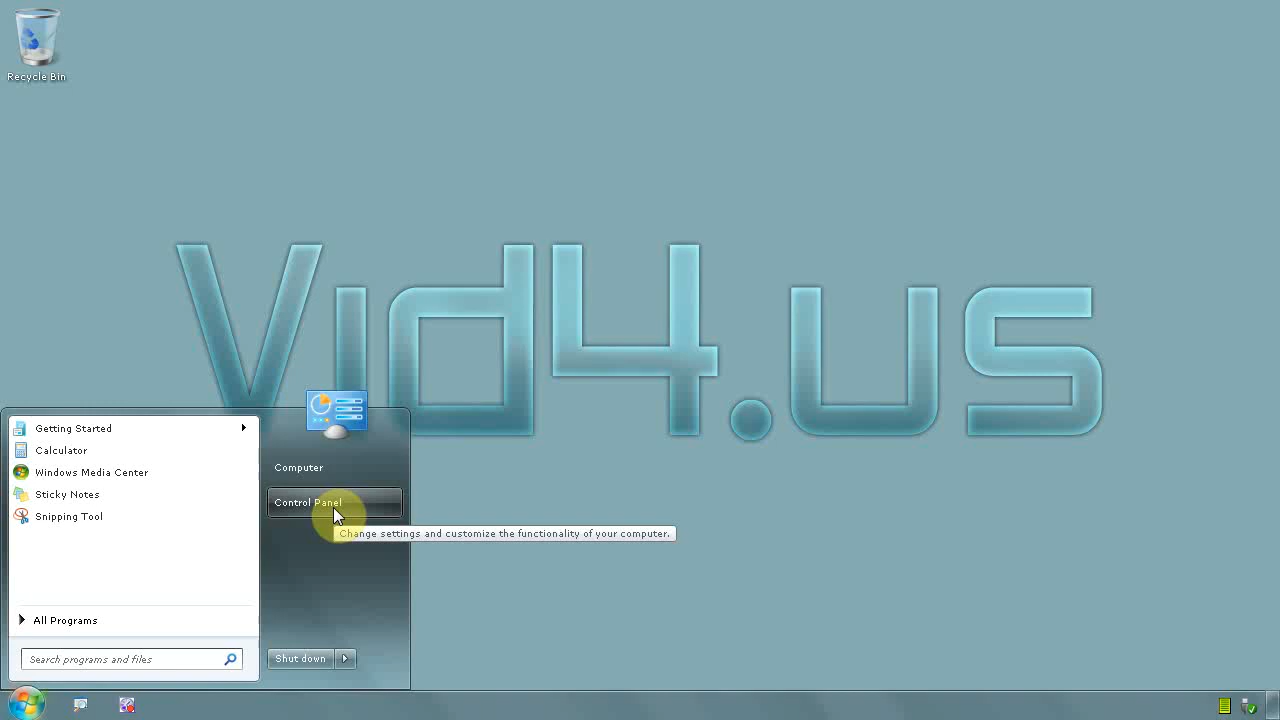 Recycle Bin
Vid4.us
Getting Started
Calculator
Windows Media Center
Sticky Notes
Snipping Tool
All Programs
Search programs and files
Computer
Control Panel
Change settings and customize the functionality of your computer.
Shut down